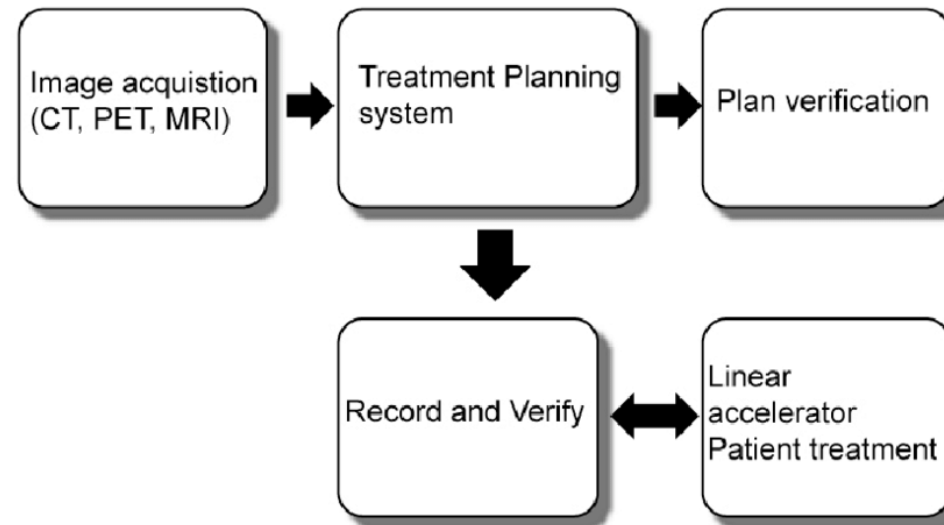 Image acquistion
(CT, PET, MRI)
Treatment Planning
system
Plan verification
Record and Verify
Linear
accelerator
Patient treatment